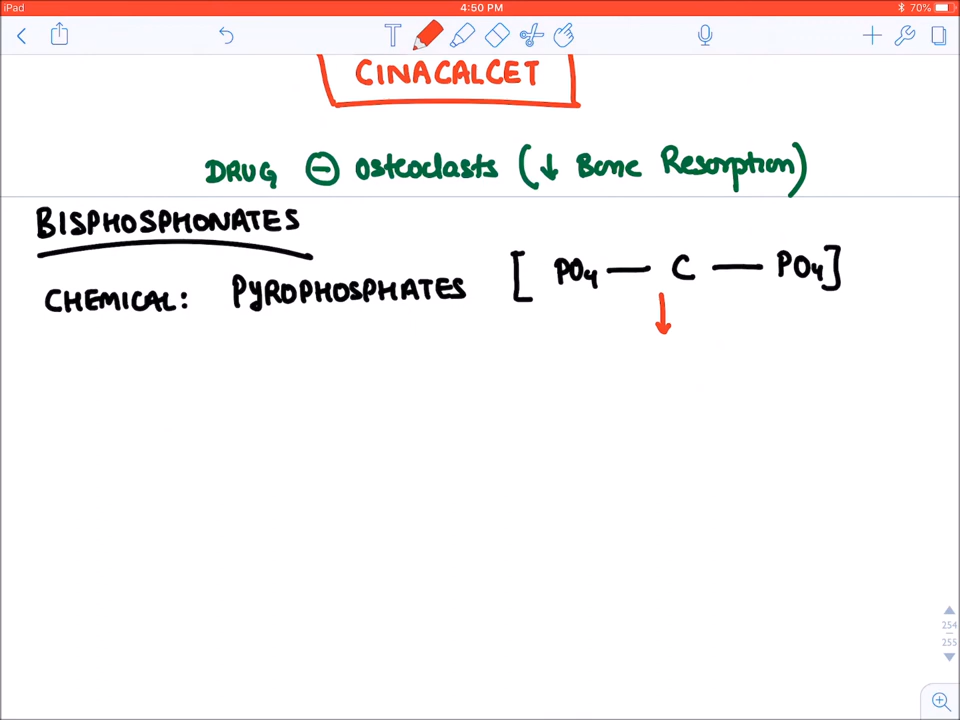 iPad 4:50 PM 70%
T
CINACALCET
DRUG ⊖ Osteoclasts (↓ Bone Resorption)
BISPHOSPHONATES
CHEMICAL: PYROPHOSPHATES [PO4 — C — PO4]
↓
254
255